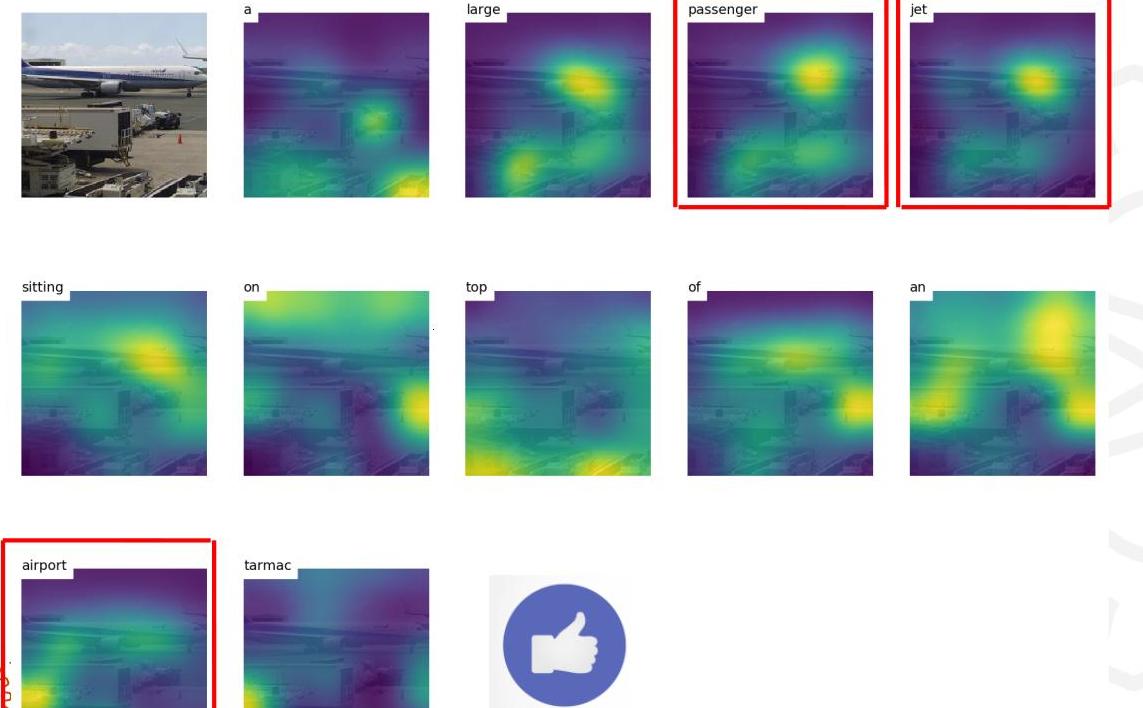 a large passenger jet
sitting on top of an
airport tarmac